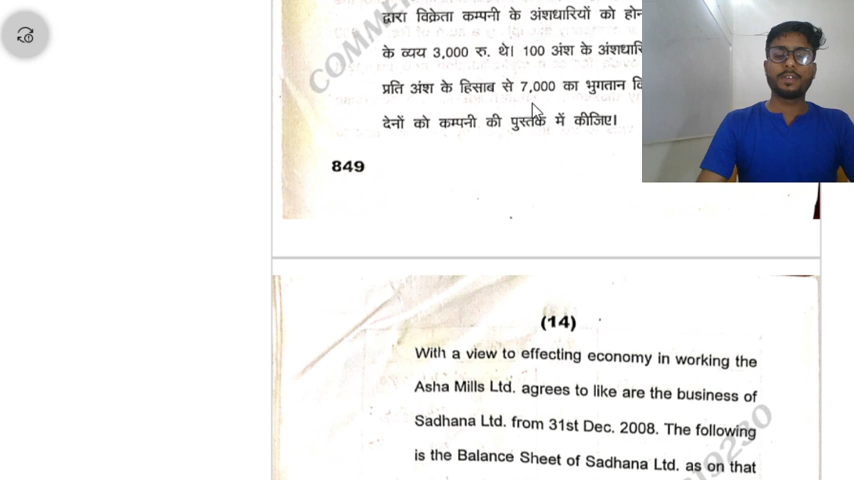 द्वारा विक्रेता कम्पनी के अंशधारियों को
के व्यय 3,000 रु. थे। 100 अंश के
प्रति अंश के हिसाब से 7,000 का भुगतान
देनों को कम्पनी की पुस्तकें में कीजिए।
849
(14)
With a view to effecting economy in working the
Asha Mills Ltd. agrees to like are the business of
Sadhana Ltd. from 31st Dec. 2008. The following
is the Balance Sheet of Sadhana Ltd. as on that